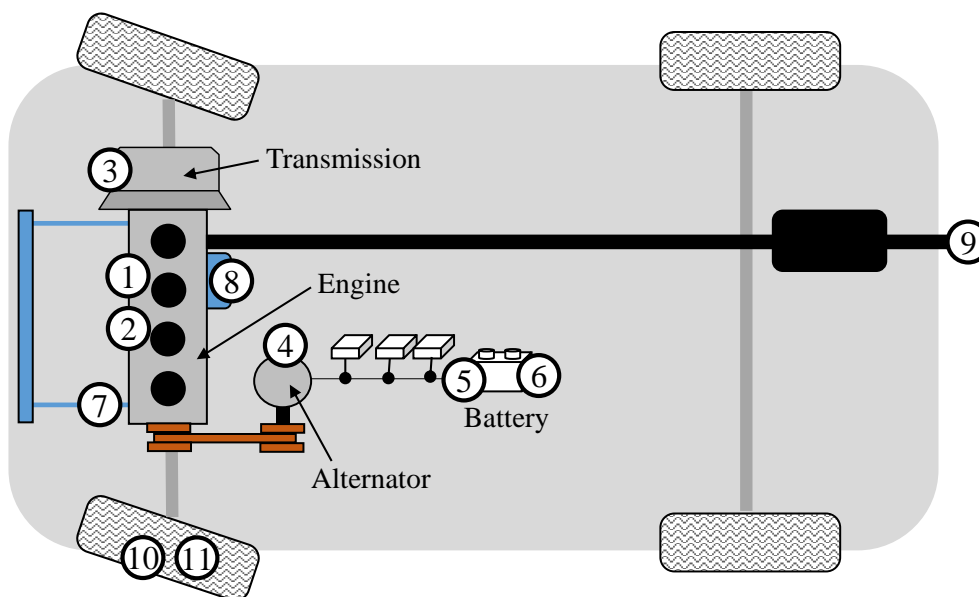 Transmission
3
9
1
8
Engine
2
4
5
6
7
Battery
Alternator
10
11